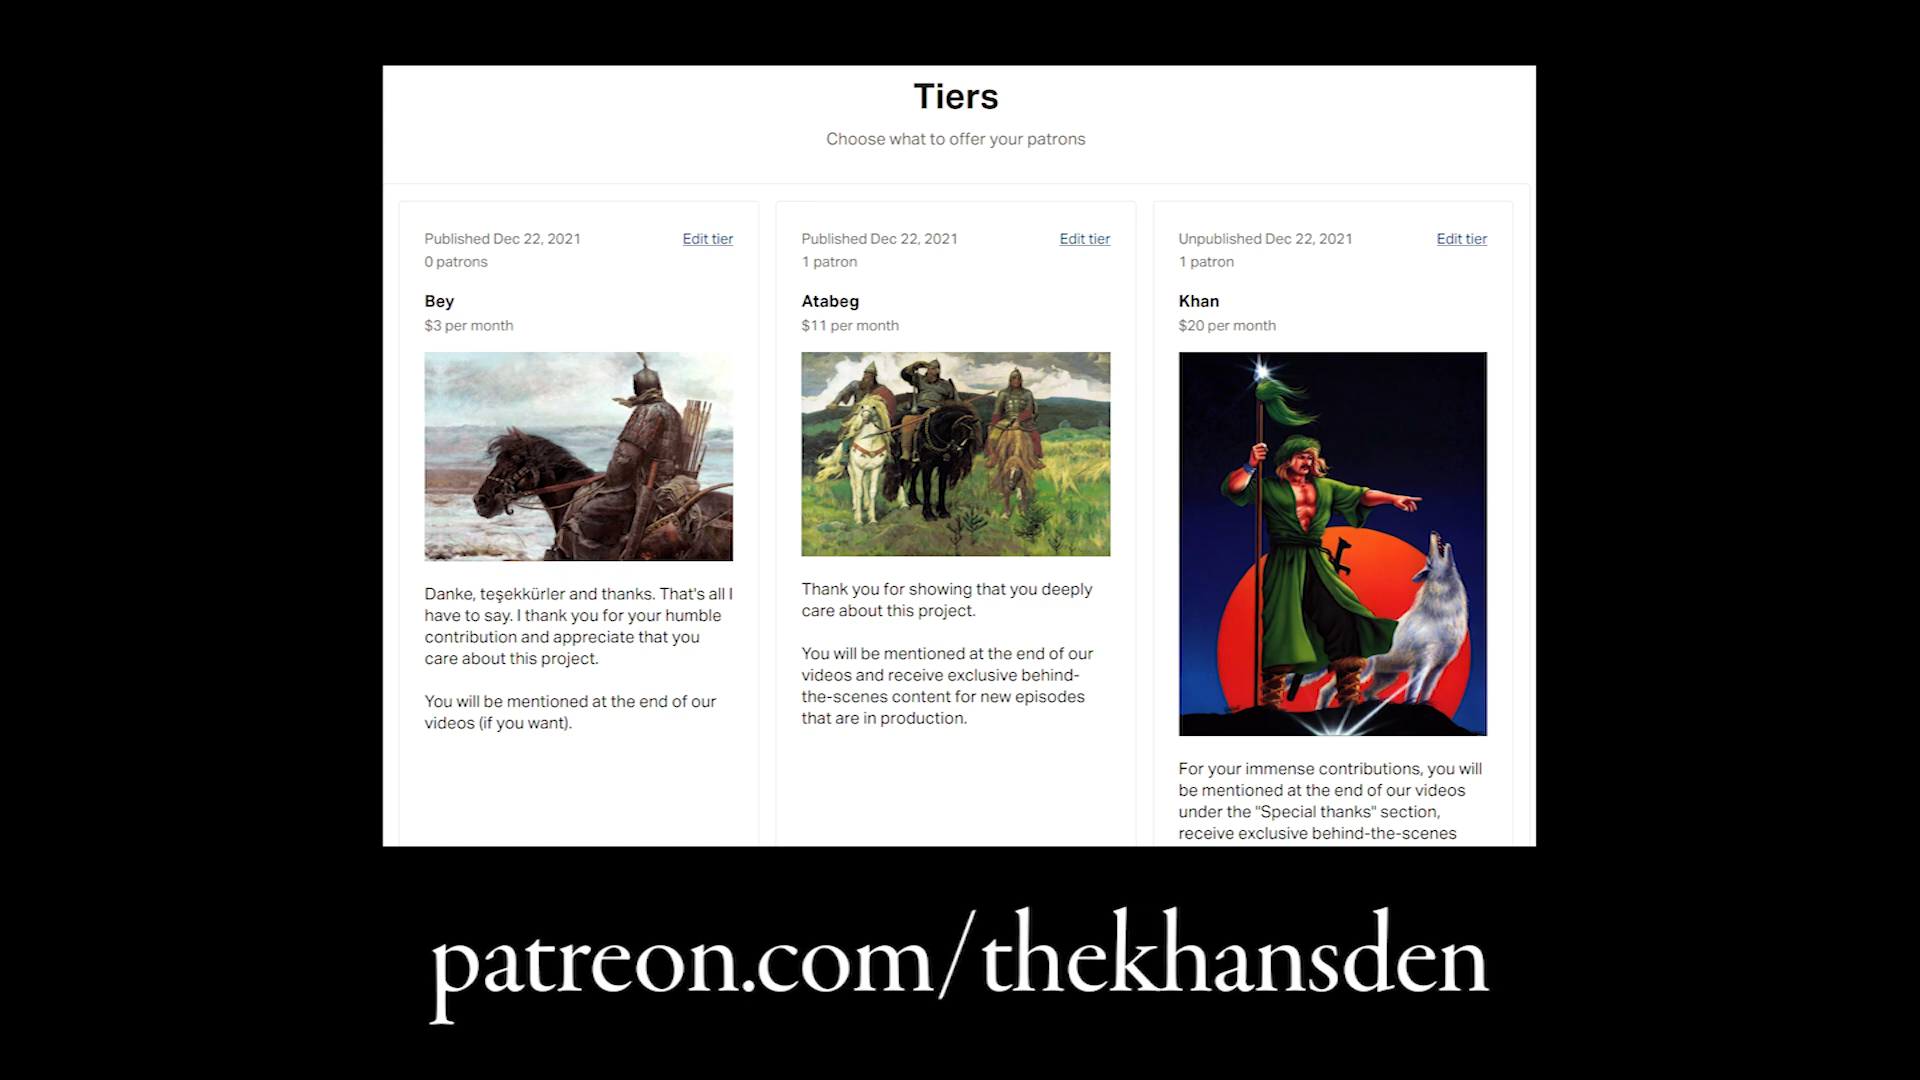 Tiers
Choose what to offer your patrons
Published Dec 22, 2021
Edit tier
0 patrons
Bey
$3 per month
Danke, teşekkürler and thanks. That's all I
have to say. I thank you for your humble
contribution and appreciate that you
care about this project.
You will be mentioned at the end of our
videos (if you want).
Published Dec 22, 2021
Edit tier
1 patron
Atabeg
$11 per month
Thank you for showing that you deeply
care about this project.
You will be mentioned at the end of our
videos and receive exclusive behind-
the-scenes content for new episodes
that are in production.
Unpublished Dec 22, 2021
Edit tier
1 patron
Khan
$20 per month
For your immense contributions, you will
be mentioned at the end of our videos
under the "Special thanks" section,
receive exclusive behind-the-scenes
patreon.com/thekhansden